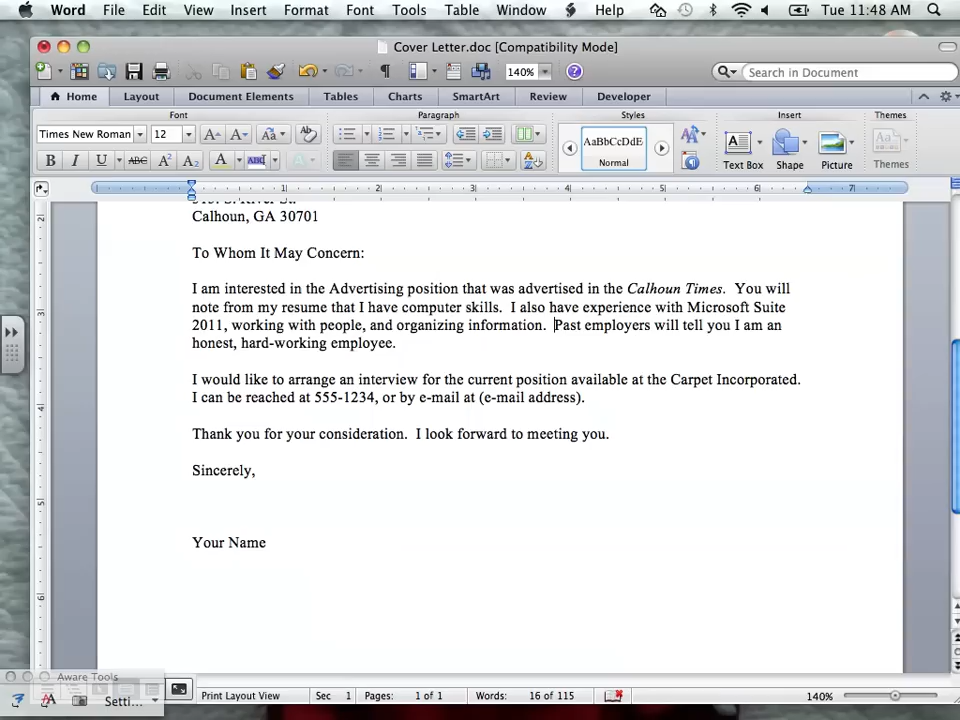 Word File Edit View Insert Format Font Tools Table Window Help Tue 11:48 AM
Cover Letter.doc [Compatibility Mode]
140% Search in Document
Home Layout Document Elements Tables Charts SmartArt Review Developer
Font Paragraph Styles Insert Themes
Times New Roman 12 AaBbCcDdE
Normal Text Box Shape Picture Themes
Calhoun, GA 30701
To Whom It May Concern:
I am interested in the Advertising position that was advertised in the Calhoun Times. You will
note from my resume that I have computer skills. I also have experience with Microsoft Suite
2011, working with people, and organizing information. Past employers will tell you I am an
honest, hard-working employee.
I would like to arrange an interview for the current position available at the Carpet Incorporated.
I can be reached at 555-1234, or by e-mail at (e-mail address).
Thank you for your consideration. I look forward to meeting you.
Sincerely,
Your Name
Aware Tools
Setti... Print Layout View Sec 1 Pages: 1 of 1 Words: 16 of 115 140%